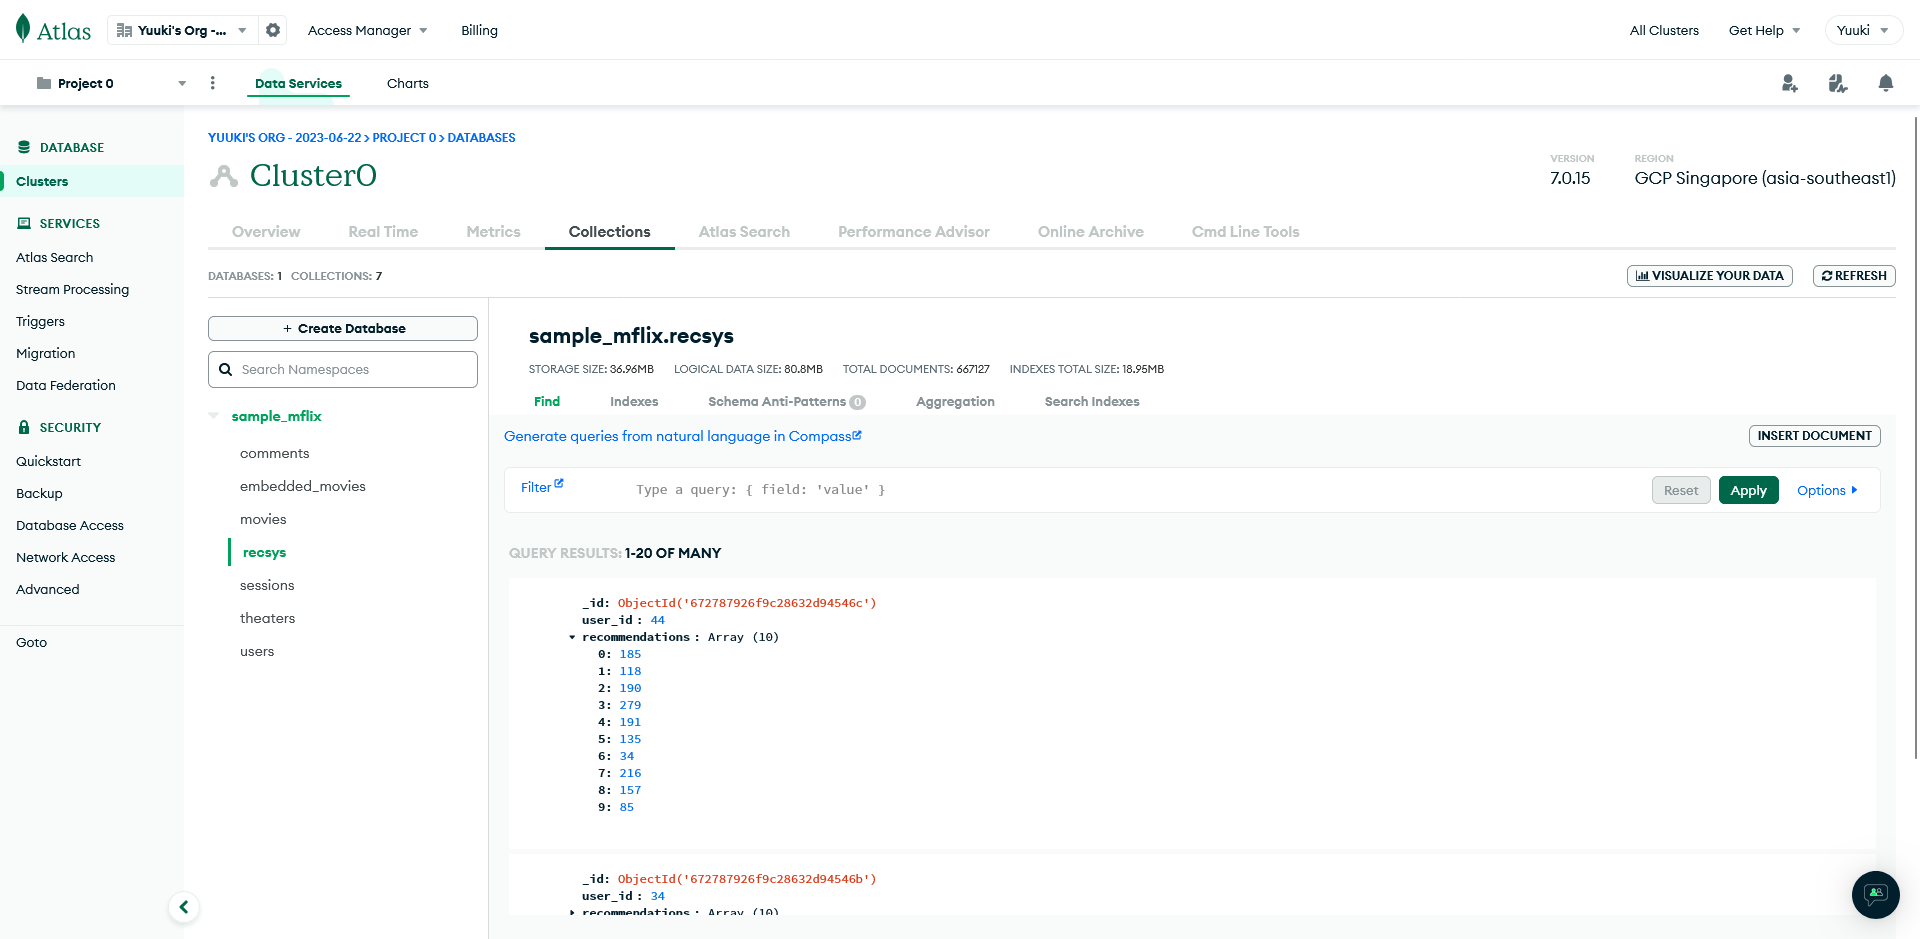 Atlas
Yuuki's Org -...
Access Manager
Billing
All Clusters
Get Help
Yuuki
Project 0
Data Services
Charts
DATABASE
Clusters
SERVICES
Atlas Search
Stream Processing
Triggers
Migration
Data Federation
SECURITY
Quickstart
Backup
Database Access
Network Access
Advanced
Goto
YUUKI'S ORG - 2023-06-22 > PROJECT 0 > DATABASES
Cluster0
VERSION
7.0.15
REGION
GCP Singapore (asia-southeast1)
Overview
Real Time
Metrics
Collections
Atlas Search
Performance Advisor
Online Archive
Cmd Line Tools
DATABASES: 1 COLLECTIONS: 7
VISUALIZE YOUR DATA
REFRESH
+ Create Database
Search Namespaces
sample_mflix
comments
embedded_movies
movies
recsys
sessions
theaters
users
sample_mflix.recsys
STORAGE SIZE: 36.96MB LOGICAL DATA SIZE: 80.8MB TOTAL DOCUMENTS: 667127 INDEXES TOTAL SIZE: 18.95MB
Find
Indexes
Schema Anti-Patterns 0
Aggregation
Search Indexes
Generate queries from natural language in Compass
INSERT DOCUMENT
Filter
Type a query: { field: 'value' }
Reset
Apply
Options
QUERY RESULTS: 1-20 OF MANY
_id: ObjectId('672787926f9c28632d94546c')
user_id : 44
recommendations : Array (10)
0: 185
1: 118
2: 190
3: 279
4: 191
5: 135
6: 34
7: 216
8: 157
9: 85
_id: ObjectId('672787926f9c28632d94546b')
user_id : 34
recommendations : Array (10)